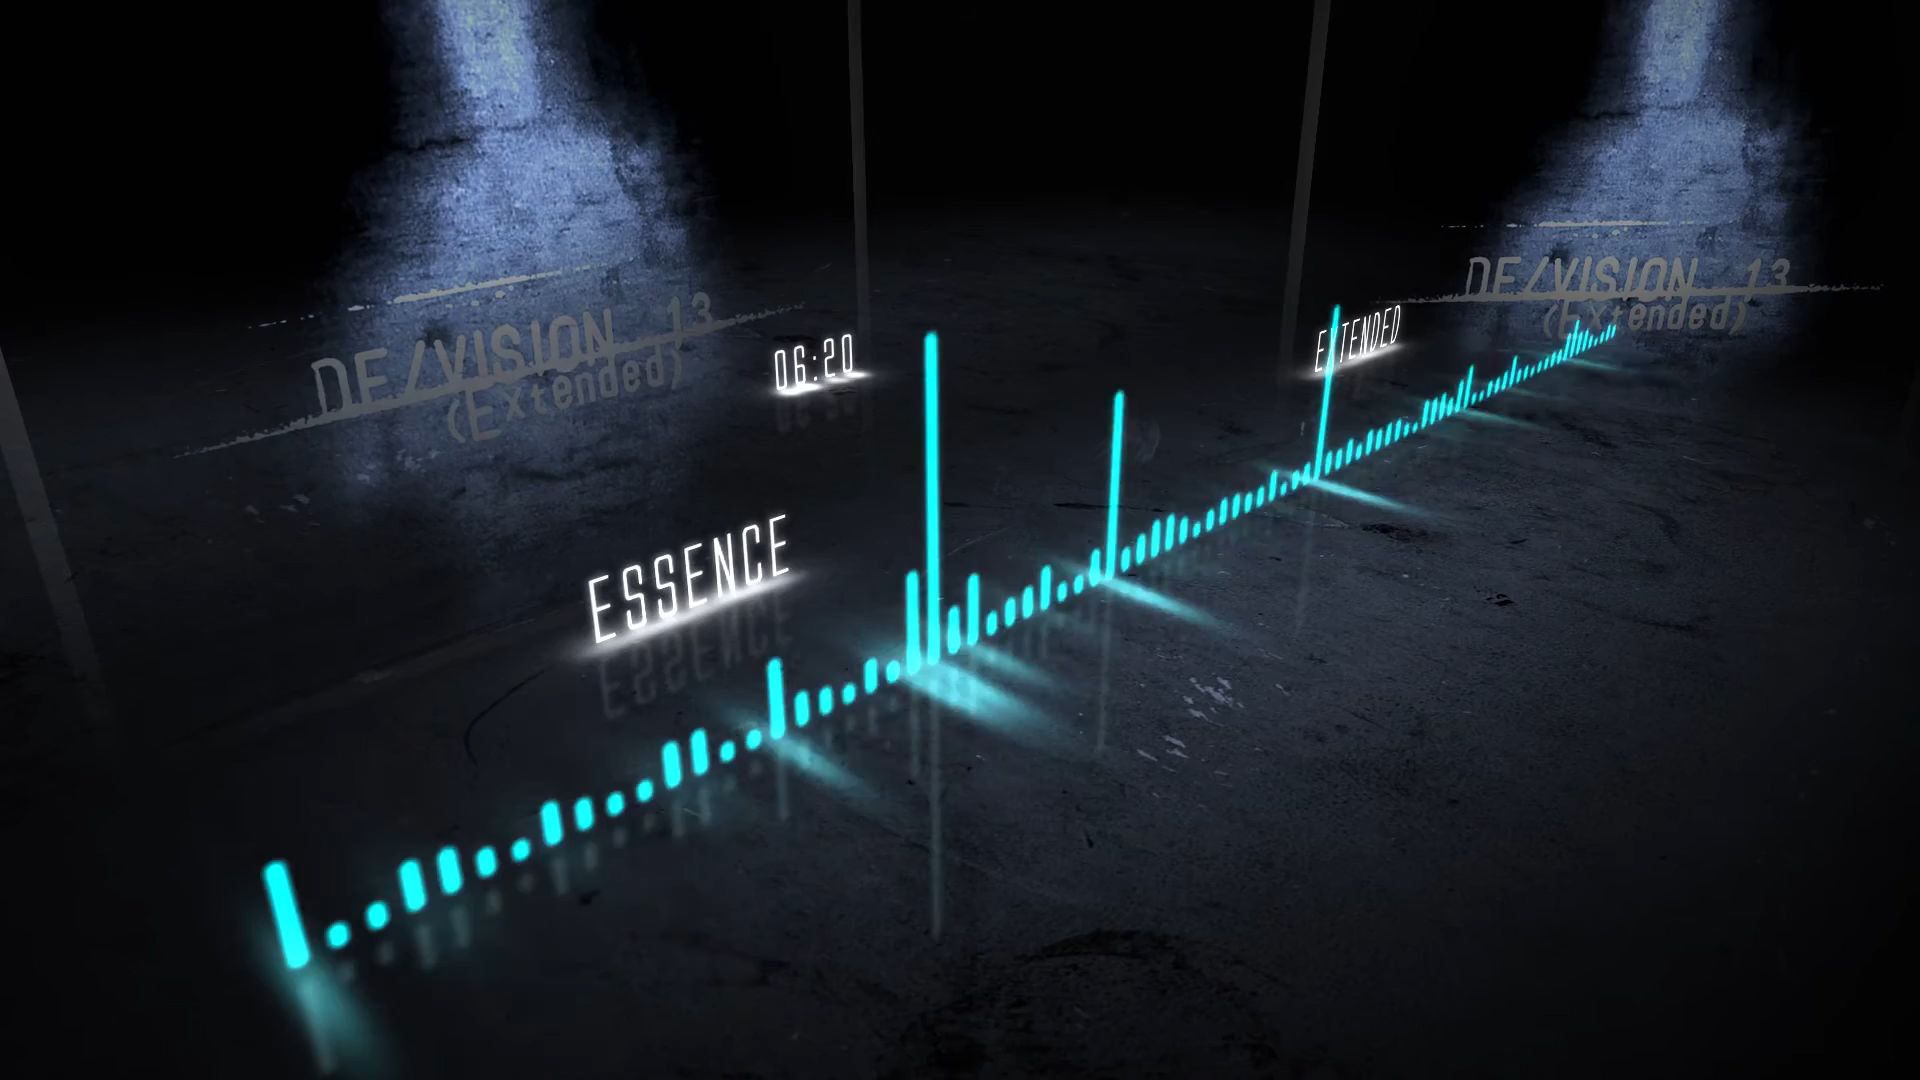 DE/VISION 13
(Extended)
06:20
ESSENCE
EXTENDED
DE/VISION 13
(Extended)